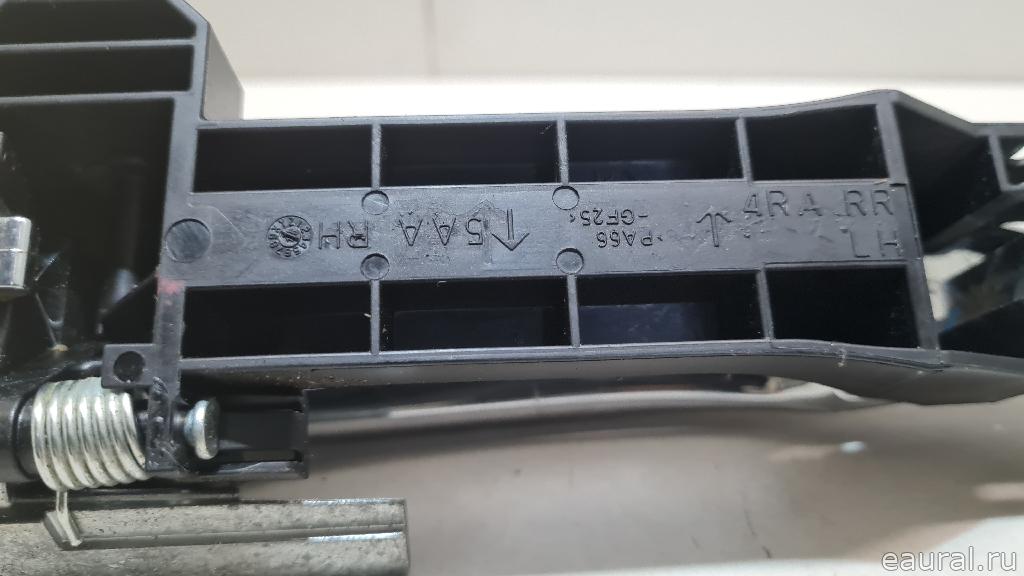 5AA RH
>PA66
-GF25<
4RA RR
LH
eaural.ru